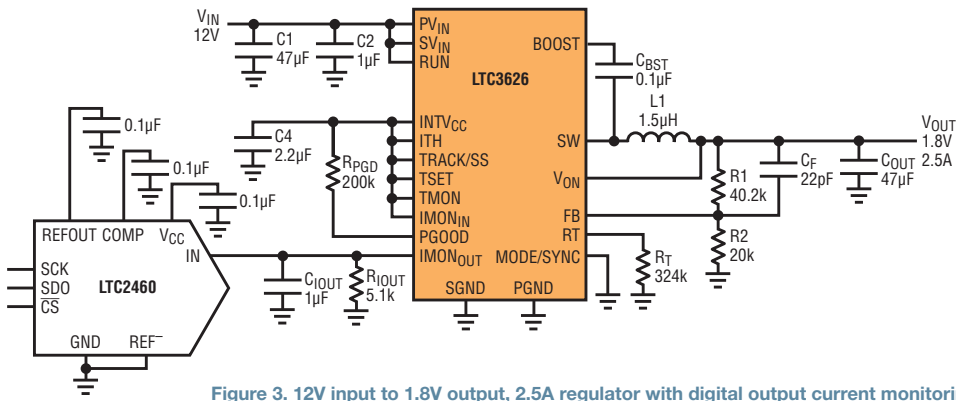 VIN
12V
C1
47µF
C2
1µF
PVIN
SVIN
RUN
BOOST
LTC3626
CBST
0.1µF
L1
1.5µH
VOUT
1.8V
2.5A
0.1µF
0.1µF
0.1µF
C4
2.2µF
RPGD
200k
INTVCC
ITH
TRACK/SS
TSET
TMON
IMONIN
PGOOD
IMONOUT
SW
VON
FB
RT
MODE/SYNC
SGND
PGND
R1
40.2k
CF
22pF
COUT
47µF
R2
20k
RT
324k
REFOUT
COMP
VCC
IN
SCK
SDO
CS
LTC2460
GND
REF–
CIOUT
1µF
RIOUT
5.1k
Figure 3. 12V input to 1.8V output, 2.5A regulator with digital output current monitori